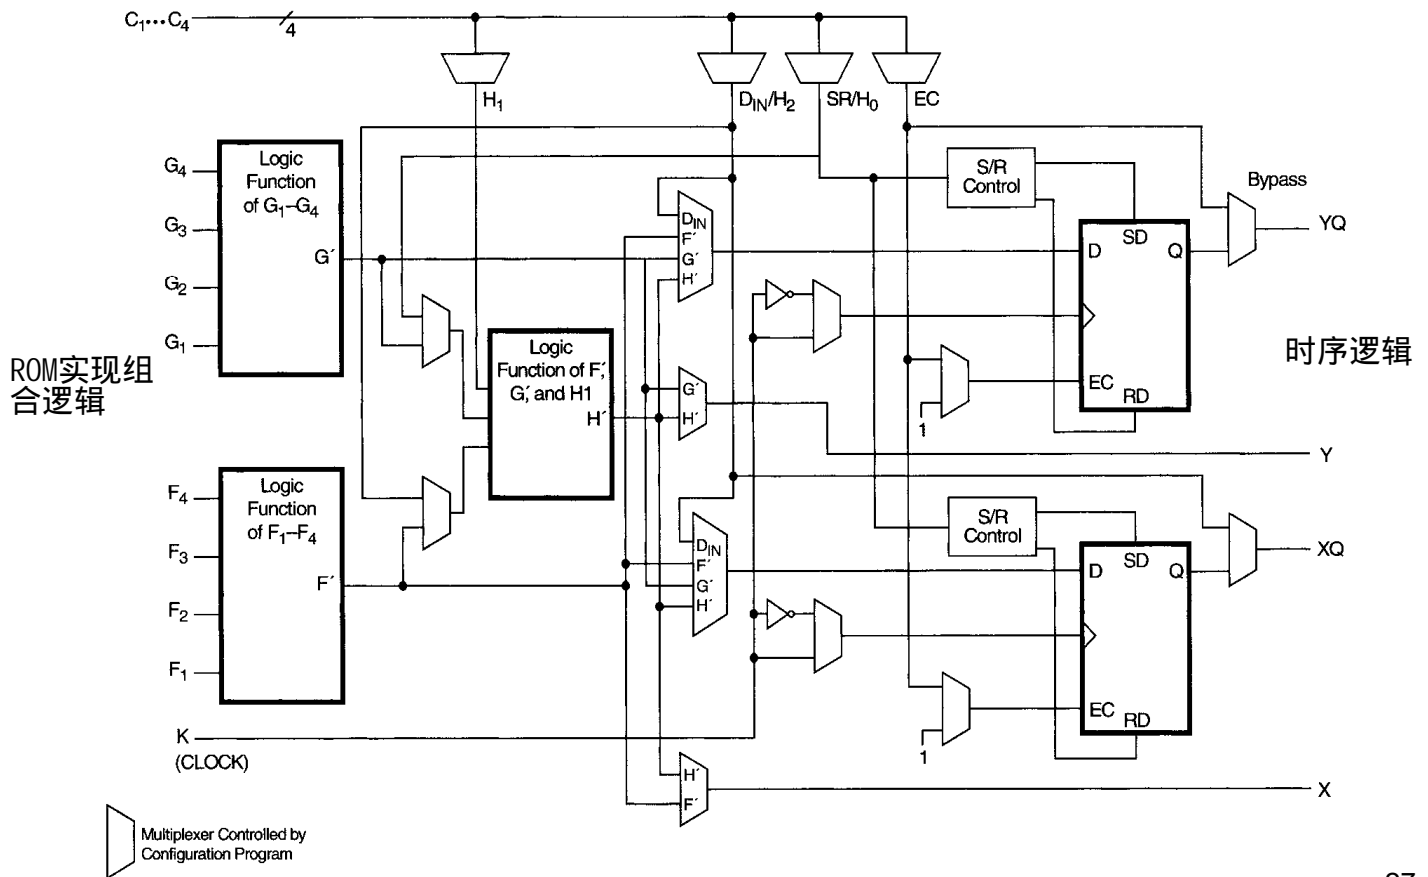 C₁...C₄
4
H₁
D_IN/H₂
SR/H₀
EC
G₄
G₃
G₂
G₁
Logic
Function
of G₁–G₄
G′
ROM实现组
合逻辑
F₄
F₃
F₂
F₁
Logic
Function
of F₁–F₄
F′
K
(CLOCK)
Logic
Function of F′,
G′, and H1
H′
D_IN
F′
G′
H′
G′
H′
D_IN
F′
G′
H′
H′
F′
S/R
Control
Bypass
SD
D
Q
EC
RD
1
YQ
时序逻辑
Y
S/R
Control
SD
D
Q
EC
RD
1
XQ
X
Multiplexer Controlled by
Configuration Program